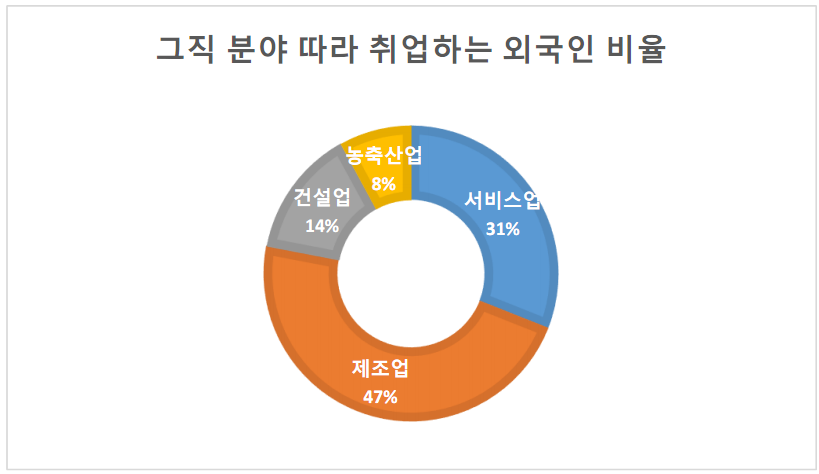 그직 분야 따라 취업하는 외국인 비율
농축산업
8%
서비스업
31%
건설업
14%
제조업
47%